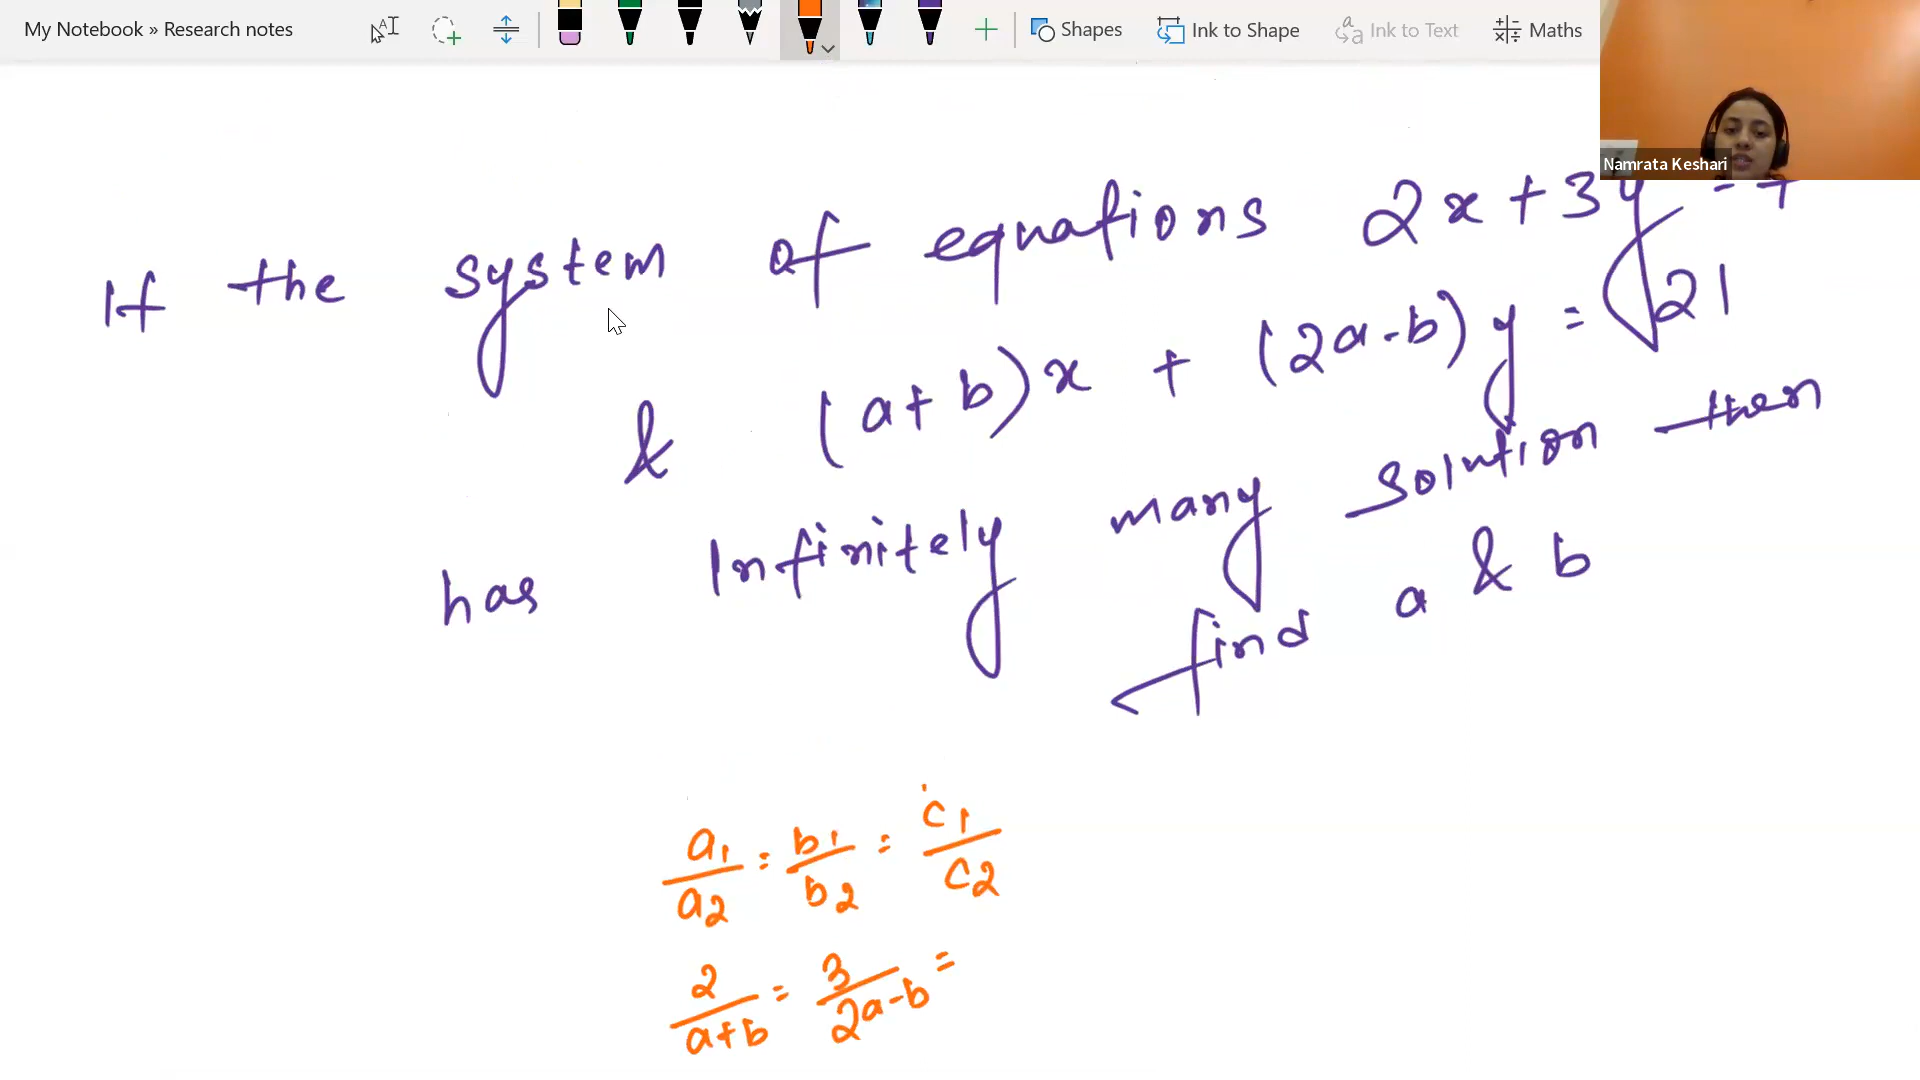 My Notebook » Research notes
Shapes
Ink to Shape
Ink to Text
Maths
Namrata Keshari
If the system of equations 2x + 3y =
& (a+b)x + (2a-b)y = 21
has Infinitely many solution then
find a & b
a1/a2 = b1/b2 = c1/c2
2/a+b = 3/2a-b =